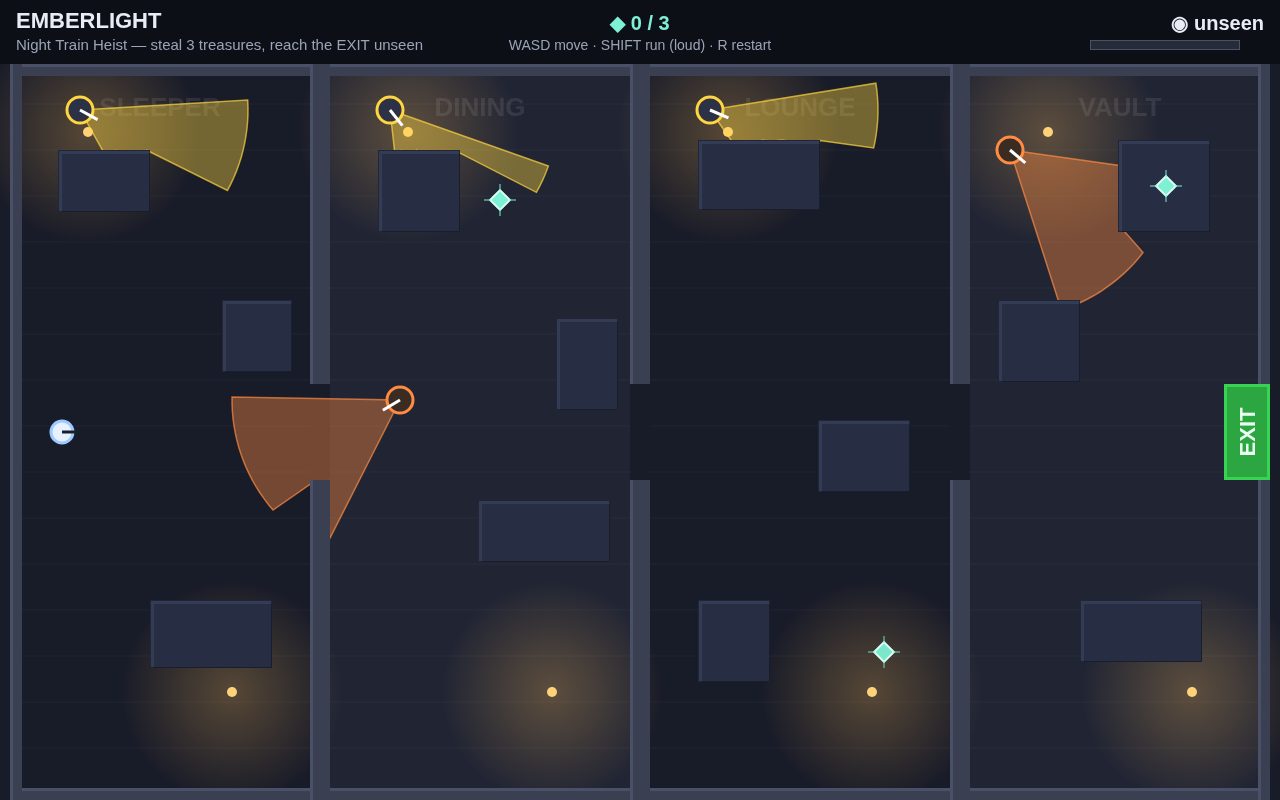 EMBERLIGHT
Night Train Heist — steal 3 treasures, reach the EXIT unseen
◆ 0 / 3
WASD move · SHIFT run (loud) · R restart
◉ unseen
SLEEPER
DINING
LOUNGE
VAULT
EXIT